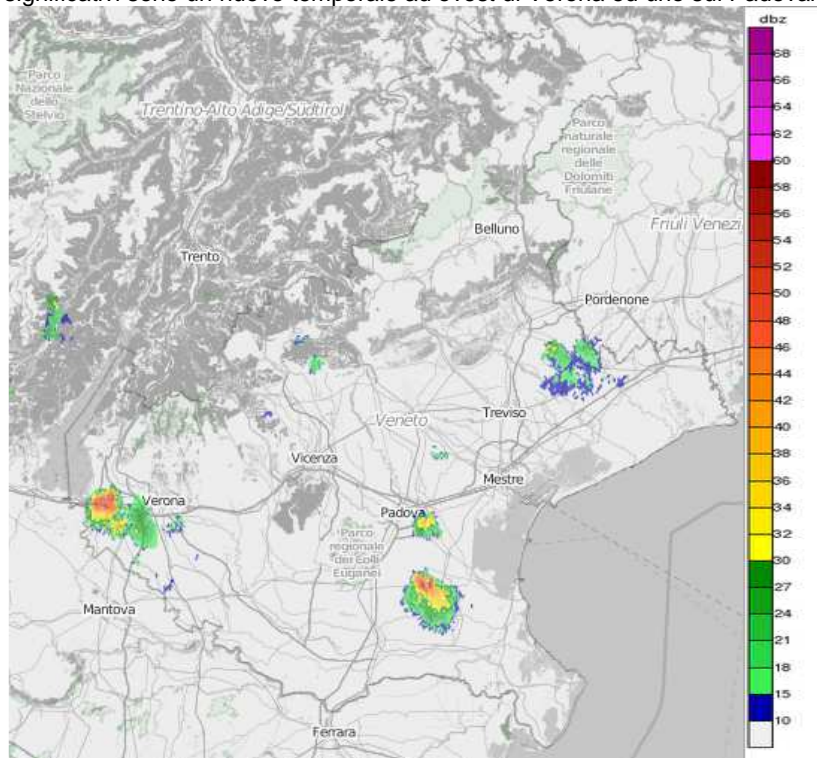 significativi sono un nuovo temporale ad ovest di Verona ed uno sul Padovan
dbz
Parco
Nazionale
dello
Stelvio
Trentino-Alto Adige/Südtirol
68
66
64
62
60
58
56
54
52
50
48
46
44
42
40
38
36
34
32
30
27
24
21
18
15
10
Parco
naturale
regionale
delle
Dolomiti
Friulane
Belluno
Friuli Venezi
Trento
Pordenone
Treviso
Veneto
Vicenza
Mestre
Verona
Padova
Parco
regionale
dei Colli
Euganei
Mantova
Ferrara